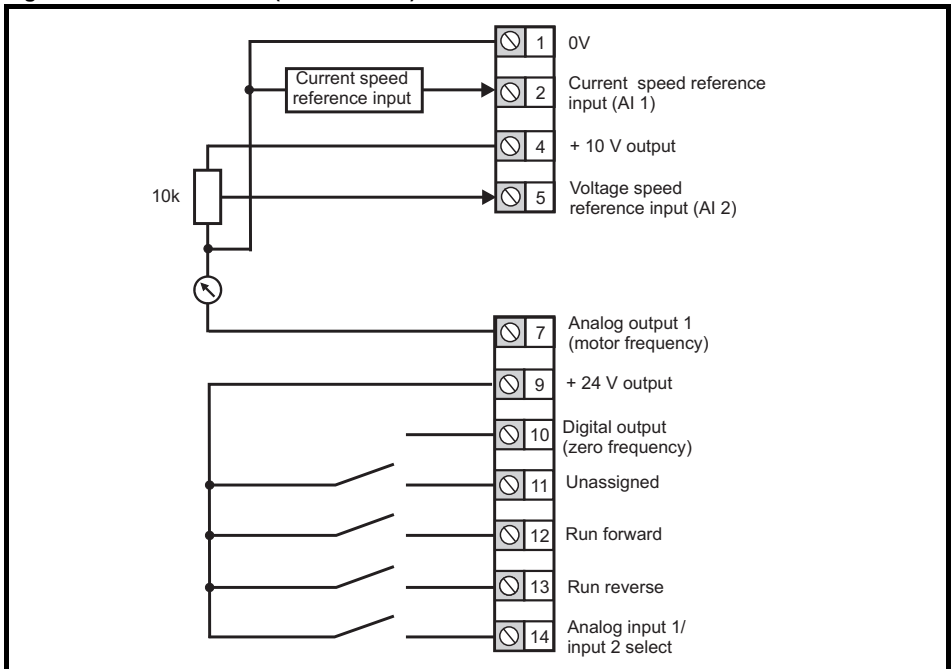 1 0V
Current speed
reference input
2 Current speed reference
input (AI 1)
4 + 10 V output
10k
5 Voltage speed
reference input (AI 2)
7 Analog output 1
(motor frequency)
9 + 24 V output
10 Digital output
(zero frequency)
11 Unassigned
12 Run forward
13 Run reverse
14 Analog input 1/
input 2 select